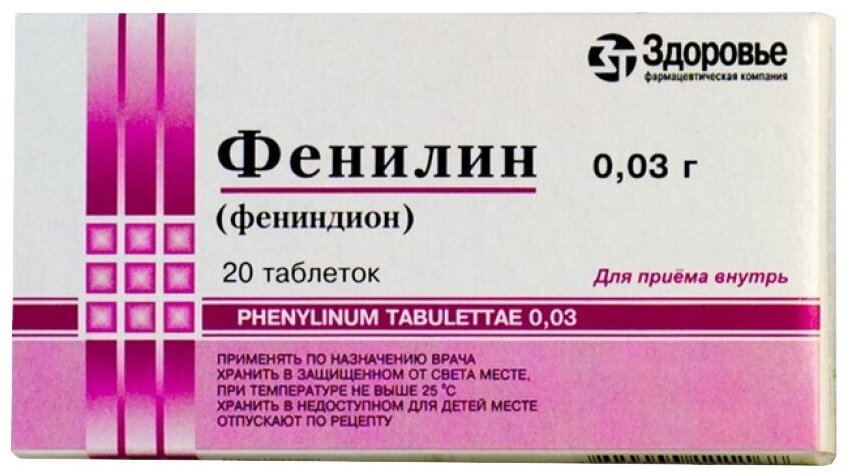 Здоровье
фармацевтическая компания
Фенилин 0,03 г
(фениндион)
20 таблеток
Для приёма внутрь
PHENYLINUM TABULETTAE 0,03
ПРИМЕНЯТЬ ПО НАЗНАЧЕНИЮ ВРАЧА
ХРАНИТЬ В ЗАЩИЩЕННОМ ОТ СВЕТА МЕСТЕ,
ПРИ ТЕМПЕРАТУРЕ НЕ ВЫШЕ 25 °С
ХРАНИТЬ В НЕДОСТУПНОМ ДЛЯ ДЕТЕЙ МЕСТЕ
ОТПУСКАЮТ ПО РЕЦЕПТУ